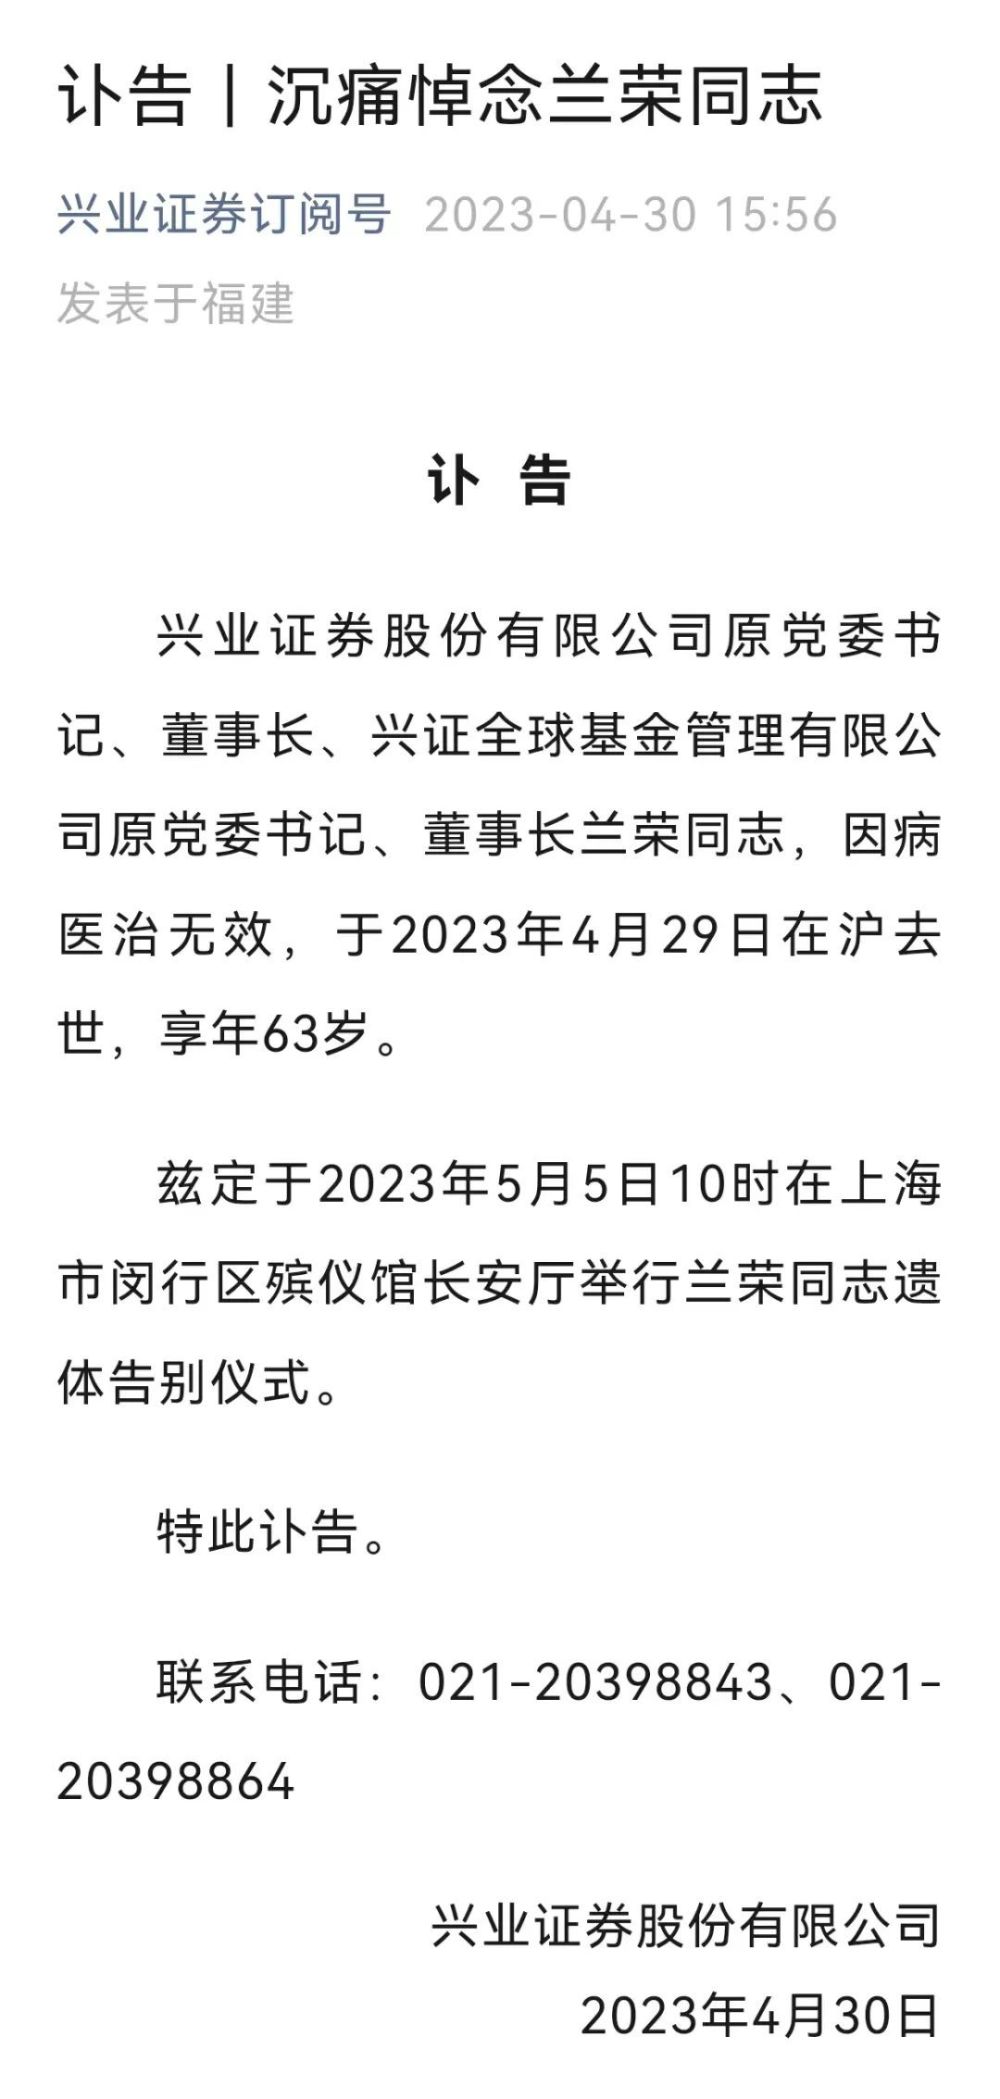 讣告丨沉痛悼念兰荣同志
兴业证券订阅号 2023-04-30 15:56
发表于福建
讣 告
兴业证券股份有限公司原党委书
记、董事长、兴证全球基金管理有限公
司原党委书记、董事长兰荣同志，因病
医治无效，于2023年4月29日在沪去
世，享年63岁。
兹定于2023年5月5日10时在上海
市闵行区殡仪馆长安厅举行兰荣同志遗
体告别仪式。
特此讣告。
联系电话：021-20398843、021-
20398864
兴业证券股份有限公司
2023年4月30日